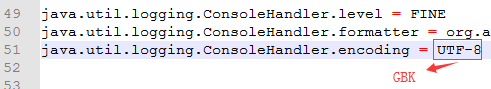 49 java.util.logging.ConsoleHandler.level = FINE
50 java.util.logging.ConsoleHandler.formatter = org.a
51 java.util.logging.ConsoleHandler.encoding = UTF-8
52
GBK
53